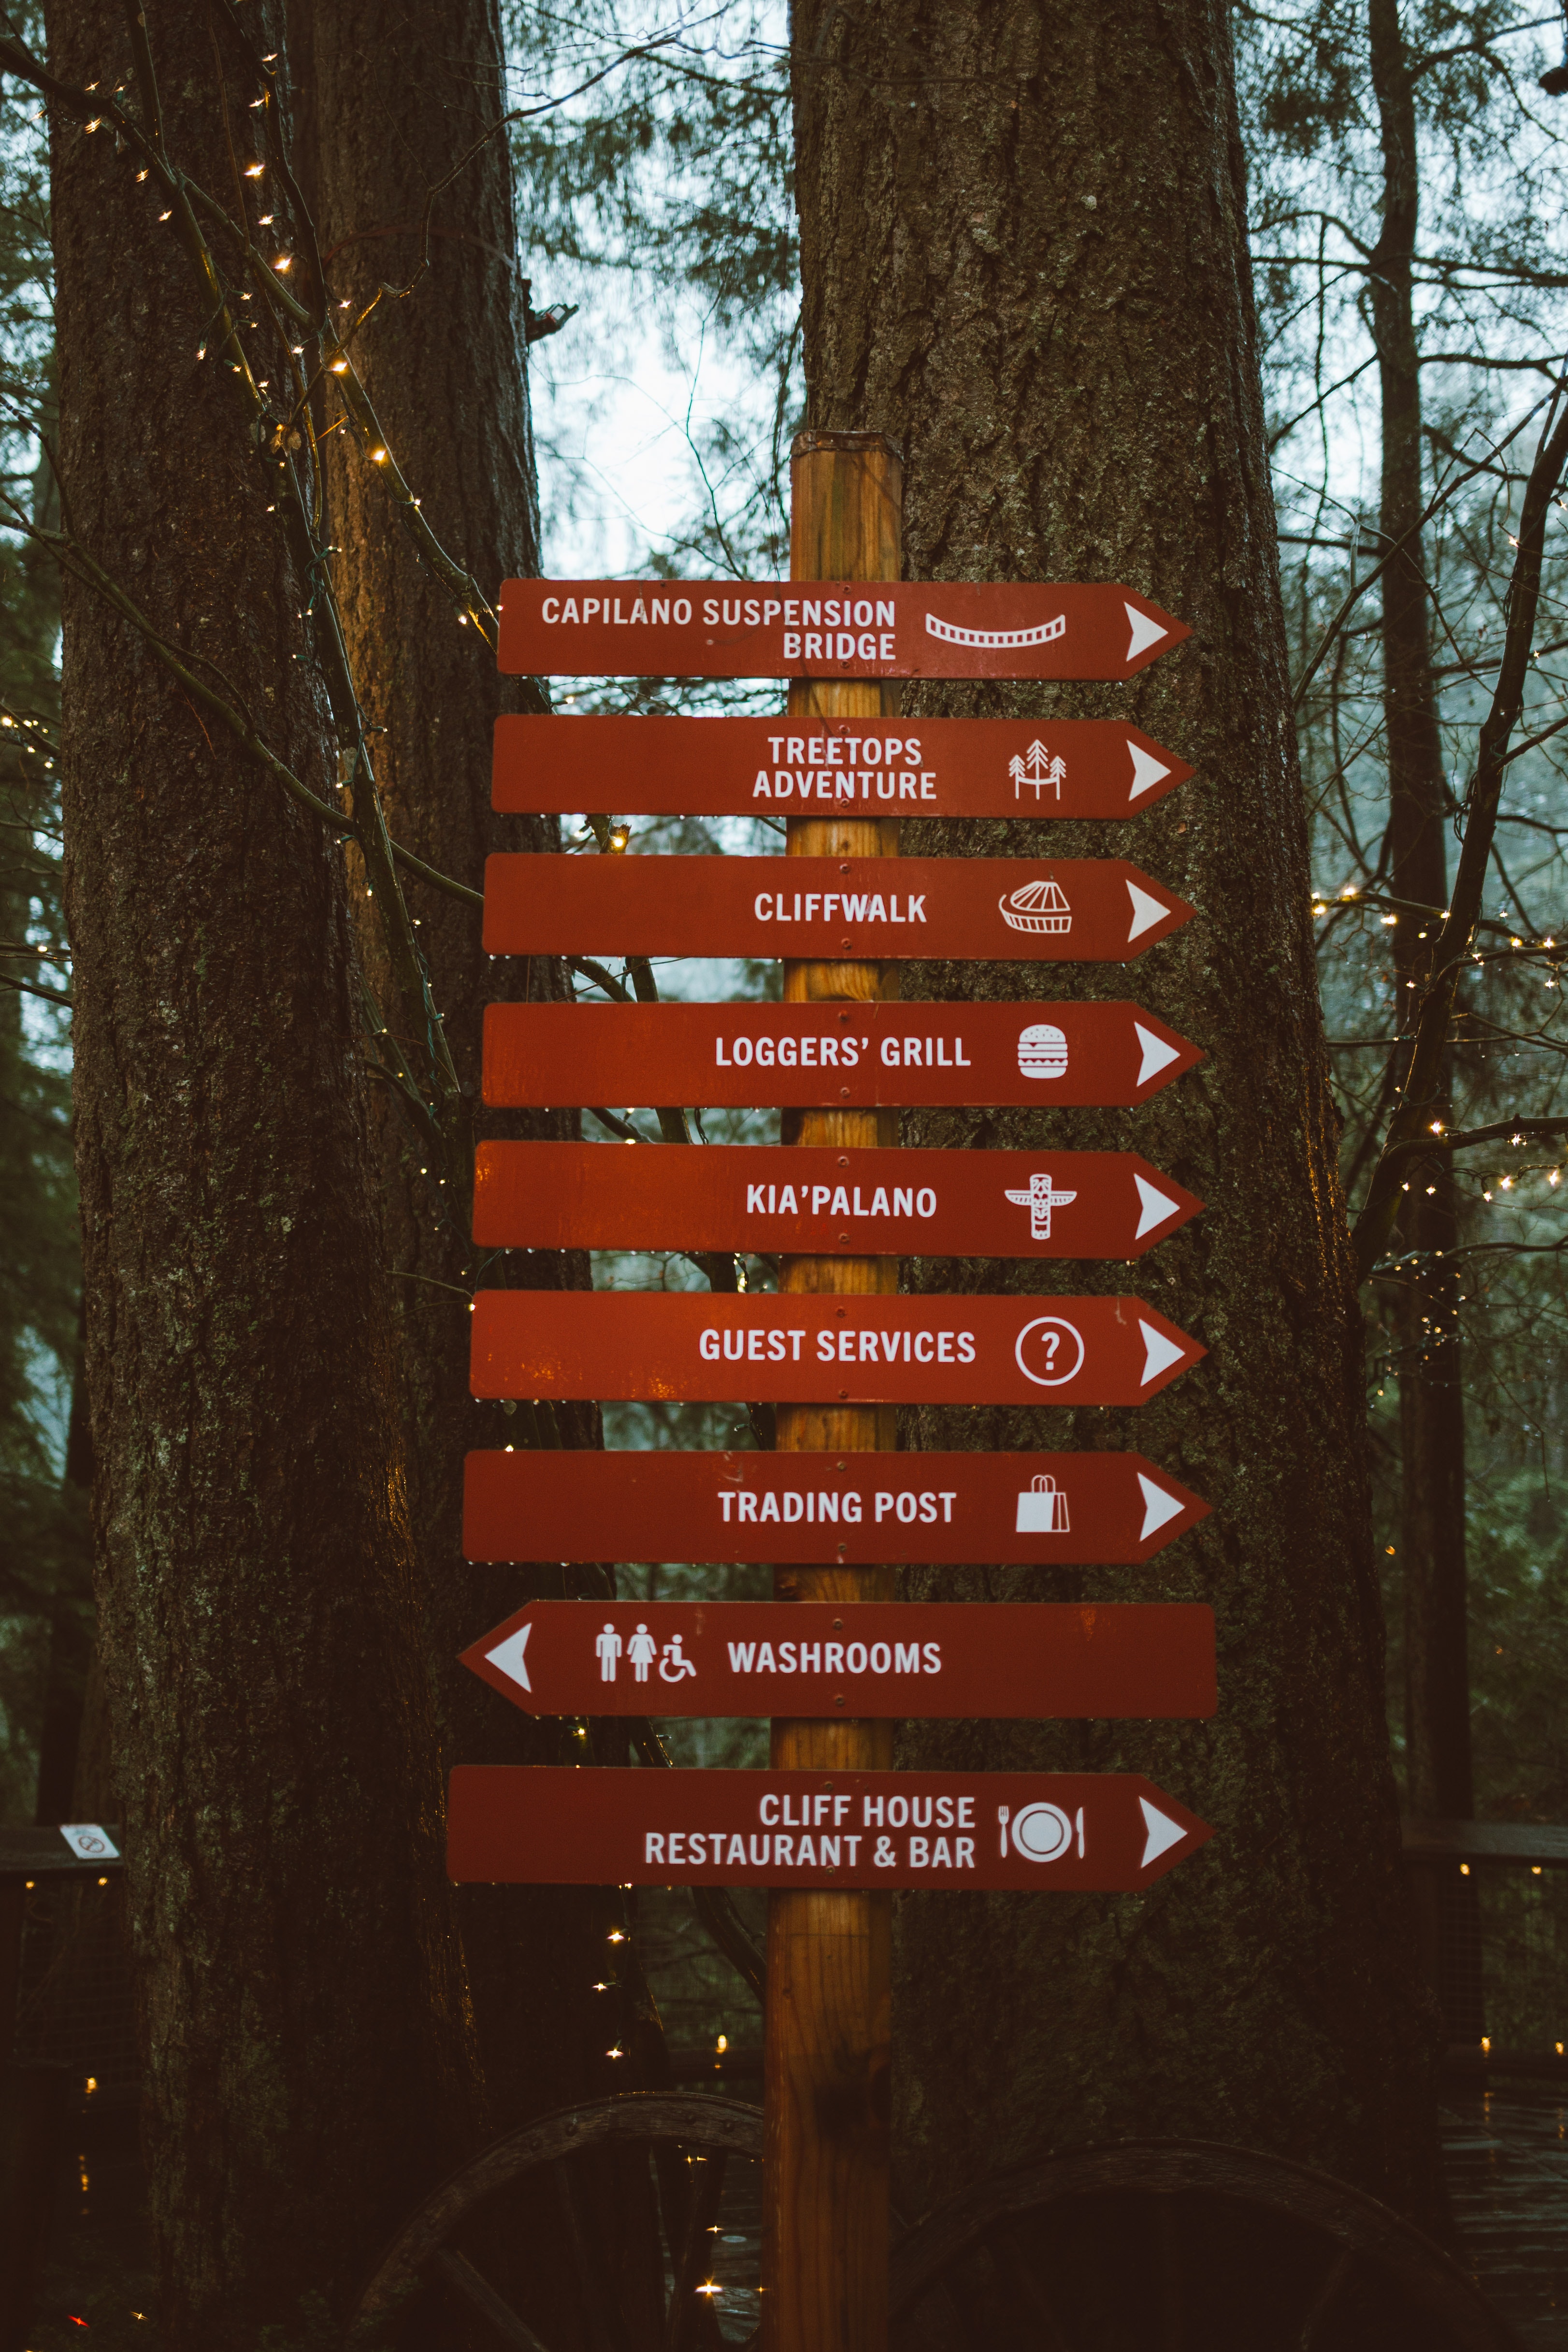 CAPILANO SUSPENSION
BRIDGE
TREETOPS
ADVENTURE
CLIFFWALK
LOGGERS’ GRILL
KIA’PALANO
GUEST SERVICES
?
TRADING POST
WASHROOMS
CLIFF HOUSE
RESTAURANT & BAR